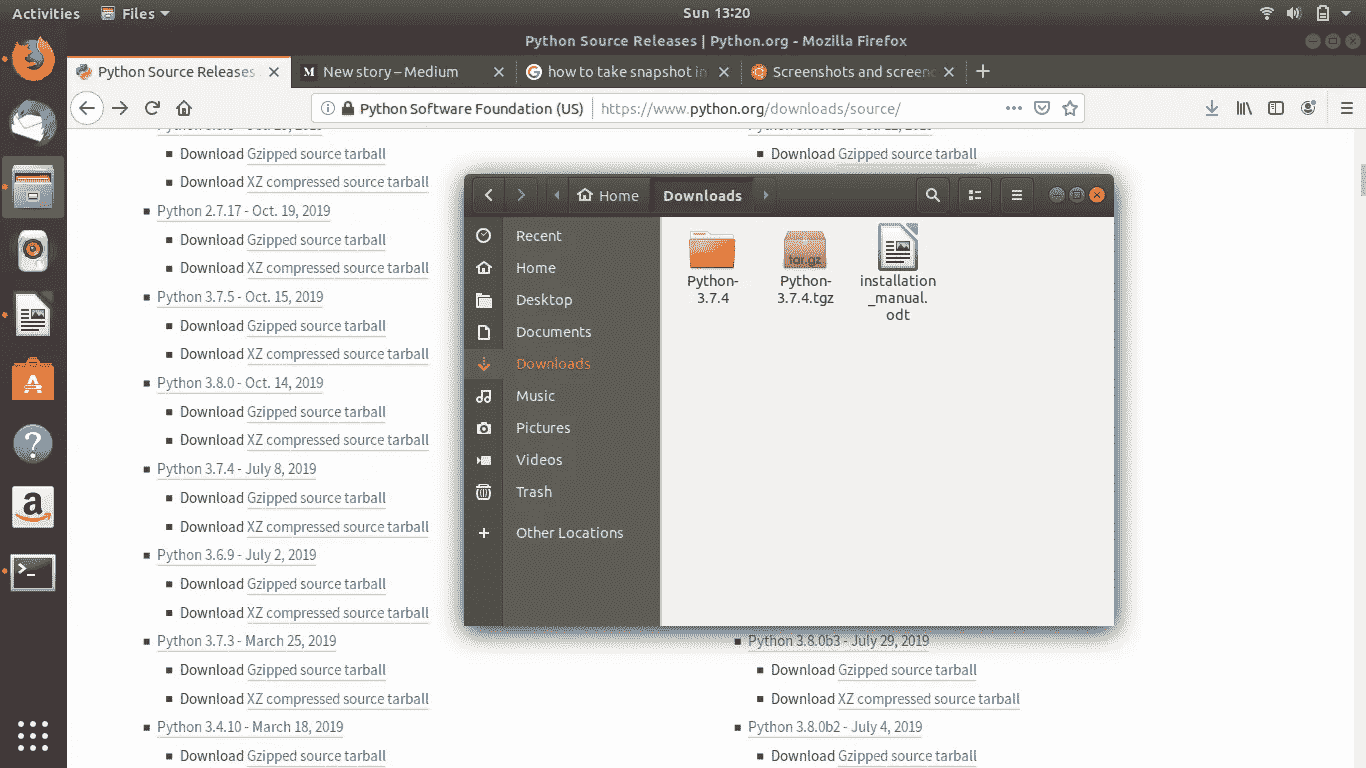 Activities
Files
Sun 13:20
Python Source Releases | Python.org - Mozilla Firefox
Python Source Releases
New story – Medium
how to take snapshot in
Screenshots and screen
Python Software Foundation (US)
https://www.python.org/downloads/source/
Download Gzipped source tarball
Download XZ compressed source tarball
Python 2.7.17 - Oct. 19, 2019
Download Gzipped source tarball
Download XZ compressed source tarball
Python 3.7.5 - Oct. 15, 2019
Download Gzipped source tarball
Download XZ compressed source tarball
Python 3.8.0 - Oct. 14, 2019
Download Gzipped source tarball
Download XZ compressed source tarball
Python 3.7.4 - July 8, 2019
Download Gzipped source tarball
Download XZ compressed source tarball
Python 3.6.9 - July 2, 2019
Download Gzipped source tarball
Download XZ compressed source tarball
Python 3.7.3 - March 25, 2019
Download Gzipped source tarball
Download XZ compressed source tarball
Python 3.4.10 - March 18, 2019
Download Gzipped source tarball
Download Gzipped source tarball
Home
Downloads
Recent
Home
Desktop
Documents
Downloads
Music
Pictures
Videos
Trash
Other Locations
Python-
3.7.4
tar.gz
Python-
3.7.4.tgz
installation
_manual.
odt
Python 3.8.0b3 - July 29, 2019
Download Gzipped source tarball
Download XZ compressed source tarball
Python 3.8.0b2 - July 4, 2019
Download Gzipped source tarball